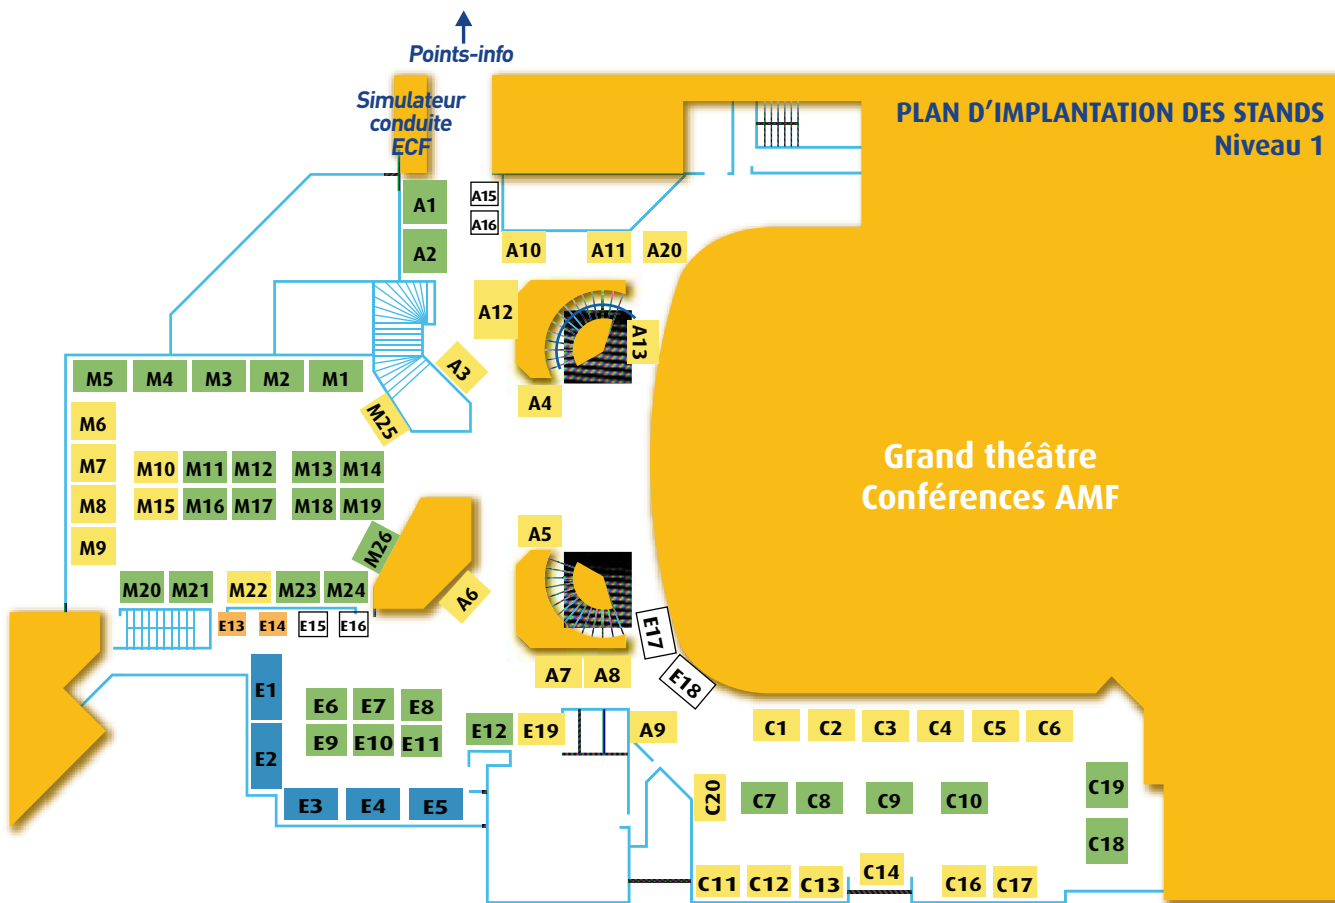 Points-info
Simulateur
conduite
ECF
PLAN D'IMPLANTATION DES STANDS
Niveau 1
A1
A15
A16
A2
A10
A11
A20
A12
A13
A3
A4
M5
M4
M3
M2
M1
M25
M6
M7
M10
M11
M12
M13
M14
Grand théâtre
Conférences AMF
M8
M15
M16
M17
M18
M19
M9
M26
A5
M20
M21
M22
M23
M24
A6
E13
E14
E15
E16
E17
E18
E1
A7
A8
E6
E7
E8
E12
E19
A9
C1
C2
C3
C4
C5
C6
E9
E10
E11
E2
E3
E4
E5
C20
C7
C8
C9
C10
C19
C18
C11
C12
C13
C14
C16
C17